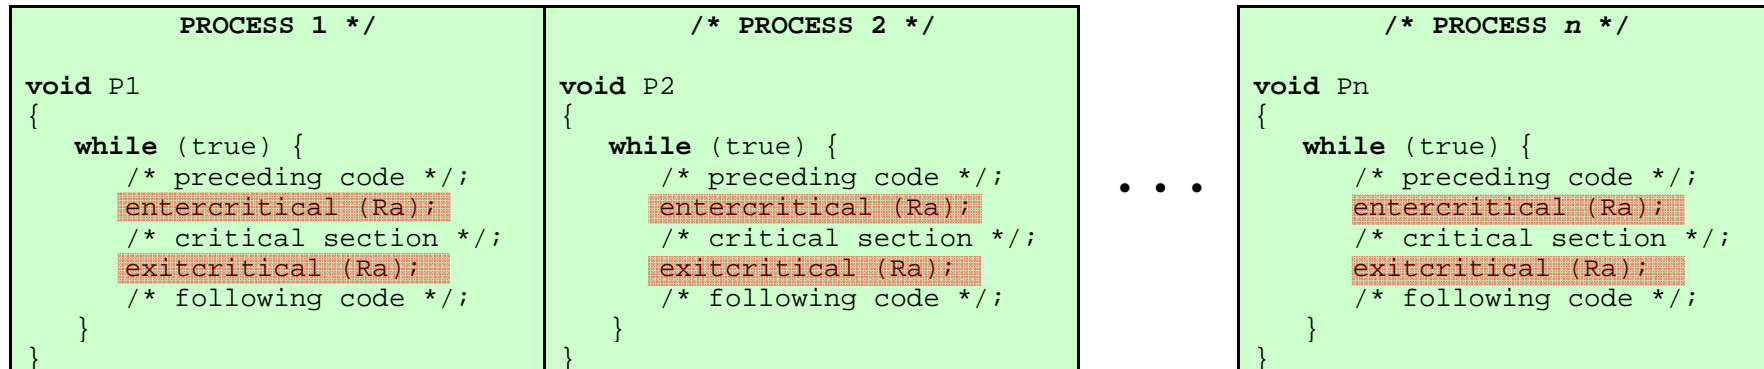 PROCESS 1 */
void P1
{
while (true) {
/* preceding code */;
entercritical (Ra);
/* critical section */;
exitcritical (Ra);
/* following code */;
}
}
/* PROCESS 2 */
void P2
{
while (true) {
/* preceding code */;
entercritical (Ra);
/* critical section */;
exitcritical (Ra);
/* following code */;
}
}
• • •
/* PROCESS n */
void Pn
{
while (true) {
/* preceding code */;
entercritical (Ra);
/* critical section */;
exitcritical (Ra);
/* following code */;
}
}